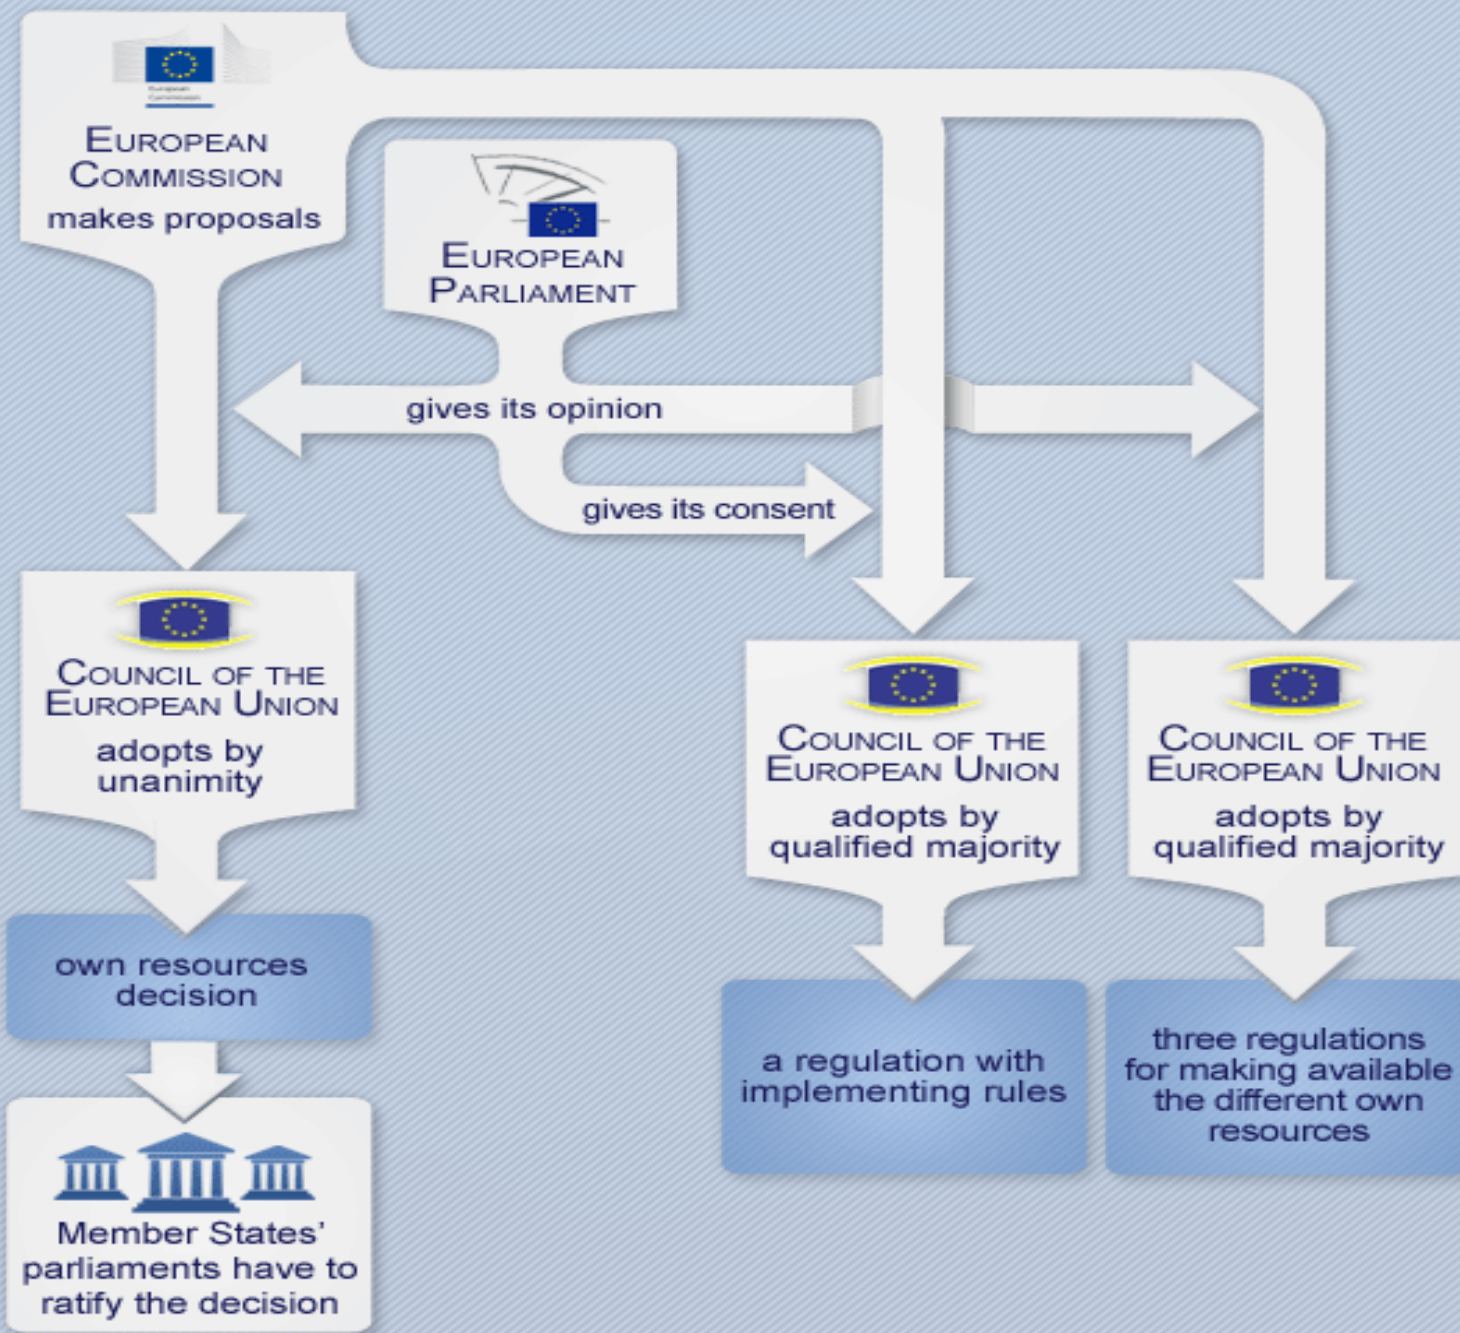 European
Commission
EUROPEAN
COMMISSION
makes proposals
EUROPEAN
PARLIAMENT
gives its opinion
gives its consent
COUNCIL OF THE
EUROPEAN UNION
adopts by
unanimity
own resources
decision
Member States’
parliaments have to
ratify the decision
COUNCIL OF THE
EUROPEAN UNION
adopts by
qualified majority
a regulation with
implementing rules
COUNCIL OF THE
EUROPEAN UNION
adopts by
qualified majority
three regulations
for making available
the different own
resources